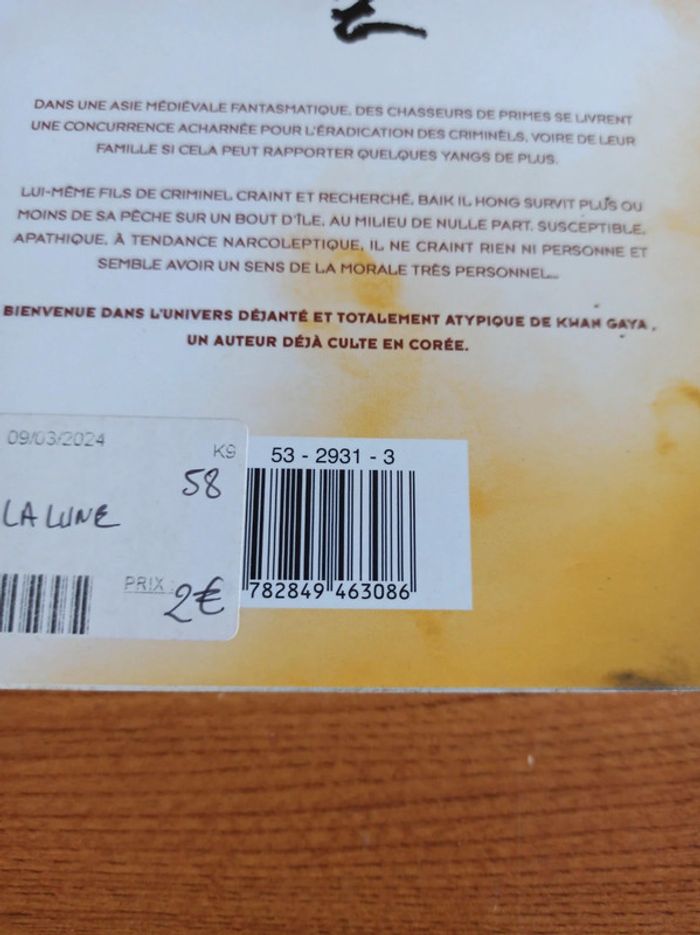 DANS UNE ASIE MÉDIÉVALE FANTASMATIQUE, DES CHASSEURS DE PRIMES SE LIVRENT
UNE CONCURRENCE ACHARNÉE POUR L'ÉRADICATION DES CRIMINELS, VOIRE DE LEUR
FAMILLE SI CELA PEUT RAPPORTER QUELQUES YANGS DE PLUS.
LUI-MÊME FILS DE CRIMINEL CRAINT ET RECHERCHÉ, BAIK IL HONG SURVIT PLUS OU
MOINS DE SA PÊCHE SUR UN BOUT D'ÎLE, AU MILIEU DE NULLE PART. SUSCEPTIBLE,
APATHIQUE, À TENDANCE NARCOLEPTIQUE, IL NE CRAINT RIEN NI PERSONNE ET
SEMBLE AVOIR UN SENS DE LA MORALE TRÈS PERSONNEL...
BIENVENUE DANS L'UNIVERS DÉJANTÉ ET TOTALEMENT ATYPIQUE DE KHAN GAYA,
UN AUTEUR DÉJÀ CULTE EN CORÉE.
09/03/2024
K9
58
LA LUNE
PRIX : 2€
53 - 2931 - 3
782849 463086